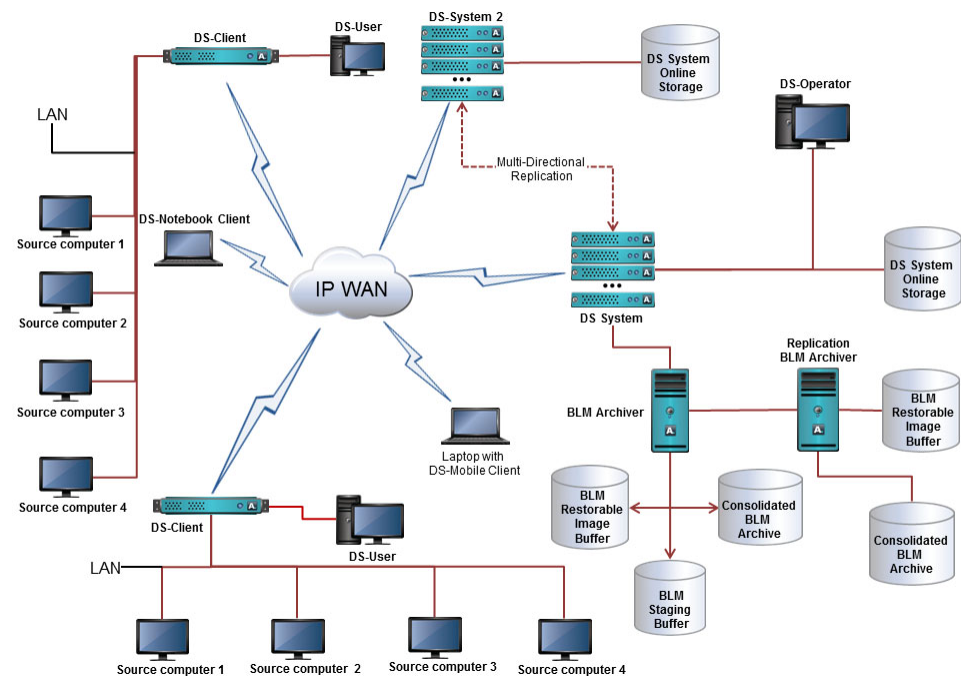 DS-System 2
DS-Client
DS-User
DS System
Online
Storage
DS-Operator
LAN
Multi-Directional
Replication
Source computer 1
DS-Notebook Client
DS System
Online
Storage
IP WAN
Source computer 2
DS System
Replication
BLM Archiver
Source computer 3
BLM Archiver
BLM
Restorable
Image
Buffer
Laptop with
DS-Mobile Client
Source computer 4
DS-Client
DS-User
BLM
Restorable
Image
Buffer
Consolidated
BLM
Archive
Consolidated
BLM
Archive
LAN
BLM
Staging
Buffer
Source computer 1
Source computer 2
Source computer 3
Source computer 4
A
A
A
A
A
A
A
A
A
A
A
A